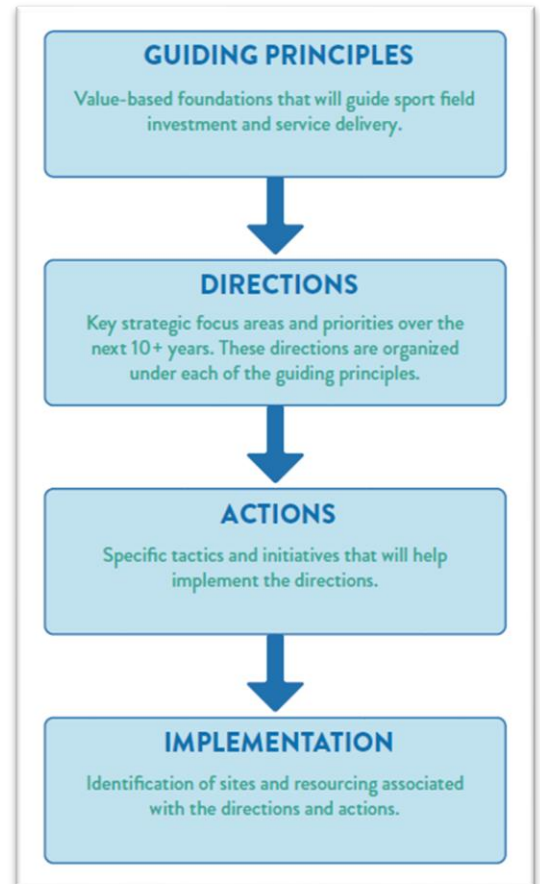 GUIDING PRINCIPLES
Value-based foundations that will guide sport field
investment and service delivery.
DIRECTIONS
Key strategic focus areas and priorities over the
next 10+ years. These directions are organized
under each of the guiding principles.
ACTIONS
Specific tactics and initiatives that will help
implement the directions.
IMPLEMENTATION
Identification of sites and resourcing associated
with the directions and actions.